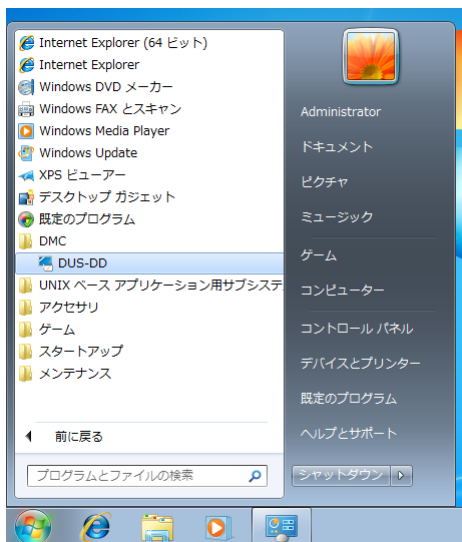 Internet Explorer (64 ビット)
Internet Explorer
Windows DVD メーカー
Windows FAX とスキャン
Windows Media Player
Windows Update
XPS ビューアー
デスクトップ ガジェット
既定のプログラム
DMC
DUS-DD
UNIX ベース アプリケーション用サブシステ
アクセサリ
ゲーム
スタートアップ
メンテナンス
前に戻る
プログラムとファイルの検索
Administrator
ドキュメント
ピクチャ
ミュージック
ゲーム
コンピューター
コントロール パネル
デバイスとプリンター
既定のプログラム
ヘルプとサポート
シャットダウン